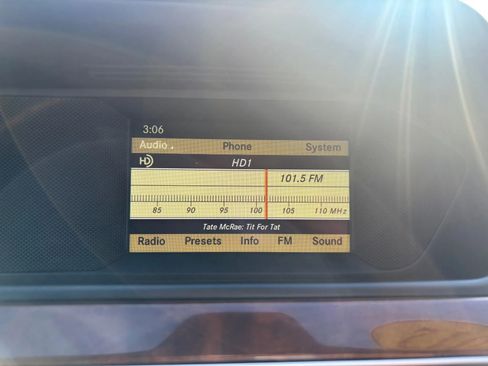 3:06
Audio . Phone System
HD HD1
101.5 FM
85 90 95 100 105 110 MHz
Tate McRae: Tit For Tat
Radio Presets Info FM Sound